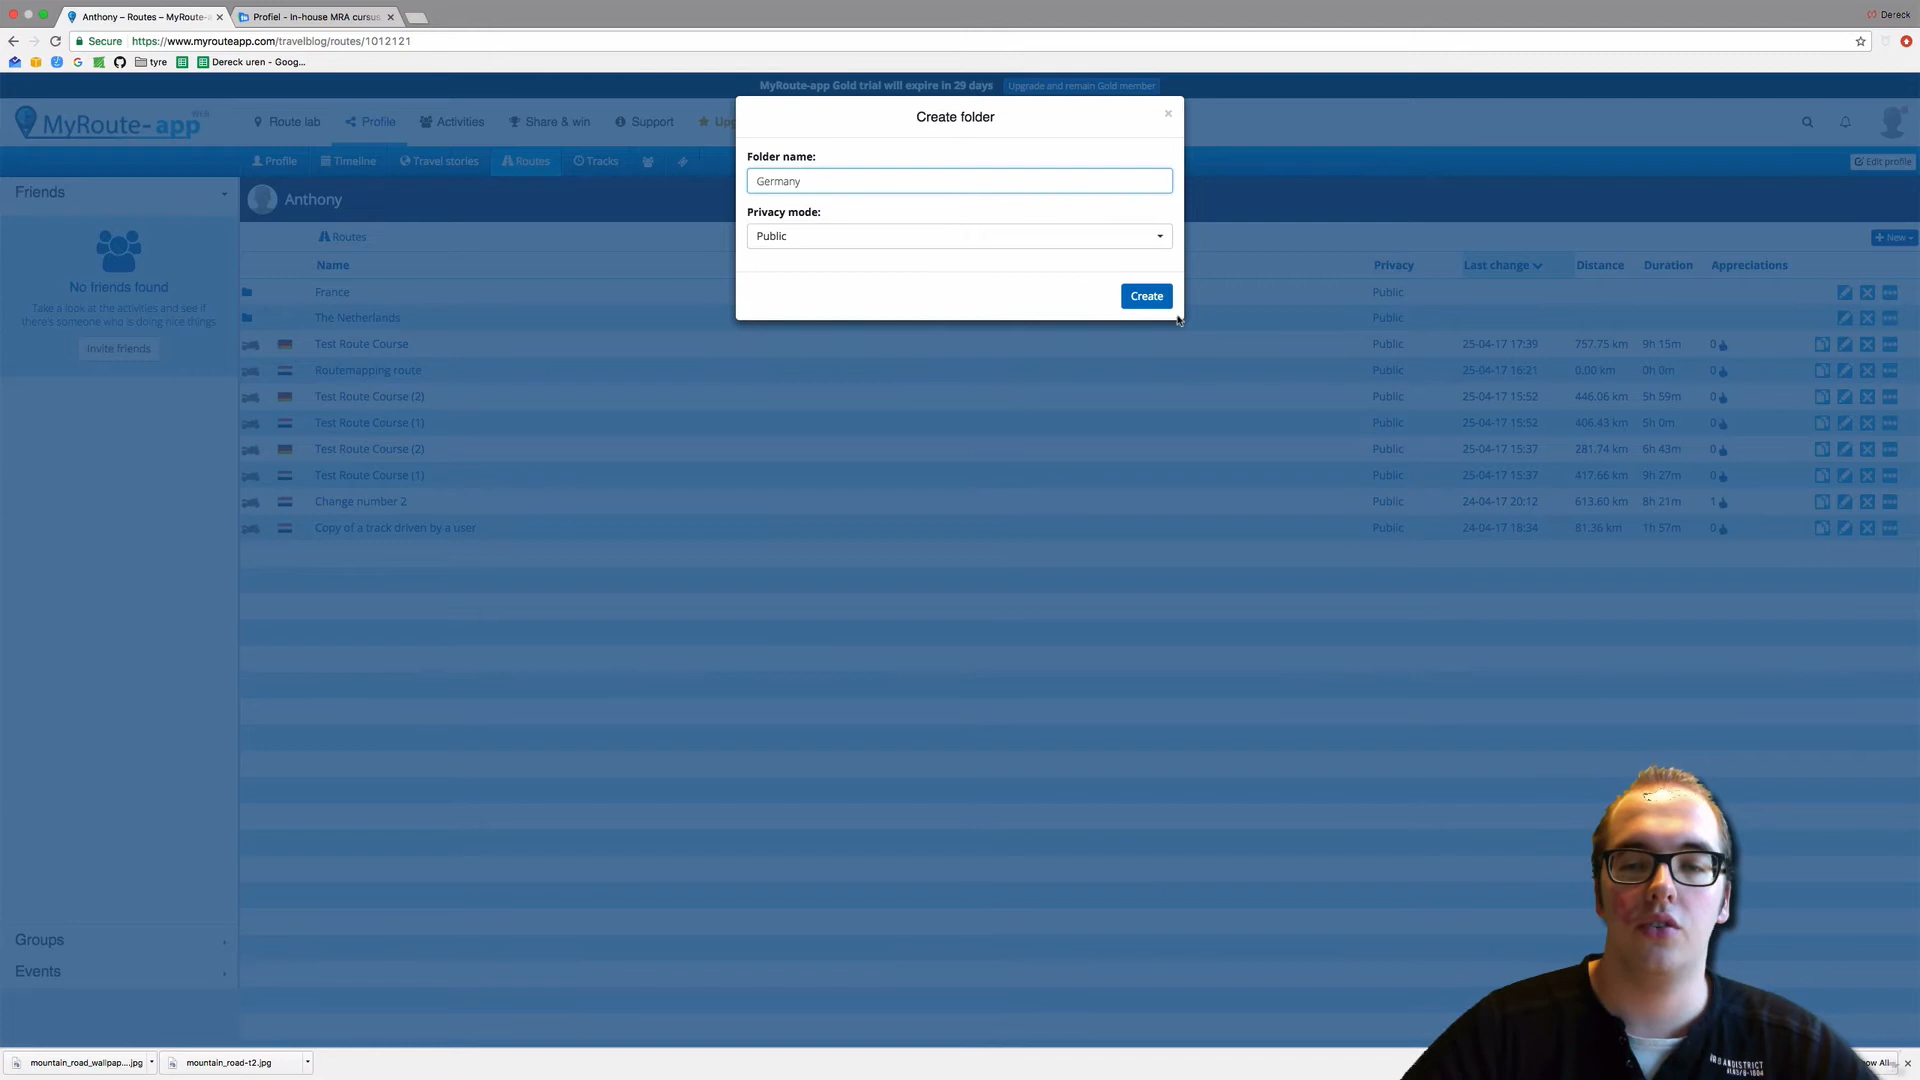 Anthony – Routes – MyRoute-a
Profiel - In-house MRA cursus
Dereck
Secure
https://www.myrouteapp.com/travelblog/routes/1012121
tyre
Dereck uren - Goog...
MyRoute-app Gold trial will expire in 29 days
Upgrade and remain Gold member
MyRoute-app
Route lab
Profile
Activities
Share & win
Support
Profile
Timeline
Travel stories
Routes
Tracks
Edit profile
Create folder
×
Folder name:
Germany
Privacy mode:
Public
Create
Friends
No friends found
Take a look at the activities and see if
there's someone who is doing nice things
Invite friends
Groups
Events
Anthony
Routes
+ New
Name Privacy Last change Distance Duration Appreciations
France Public
The Netherlands Public
Test Route Course Public 25-04-17 17:39 757.75 km 9h 15m 0
Routemapping route Public 25-04-17 16:21 0.00 km 0h 0m 0
Test Route Course (2) Public 25-04-17 15:52 446.06 km 5h 59m 0
Test Route Course (1) Public 25-04-17 15:52 406.43 km 5h 0m 0
Test Route Course (2) Public 25-04-17 15:37 281.74 km 6h 43m 0
Test Route Course (1) Public 25-04-17 15:37 417.66 km 9h 27m 0
Change number 2 Public 24-04-17 20:12 613.60 km 8h 21m 1
Copy of a track driven by a user Public 24-04-17 18:34 81.36 km 1h 57m 0
mountain_road_wallpap....jpg
mountain_road-t2.jpg